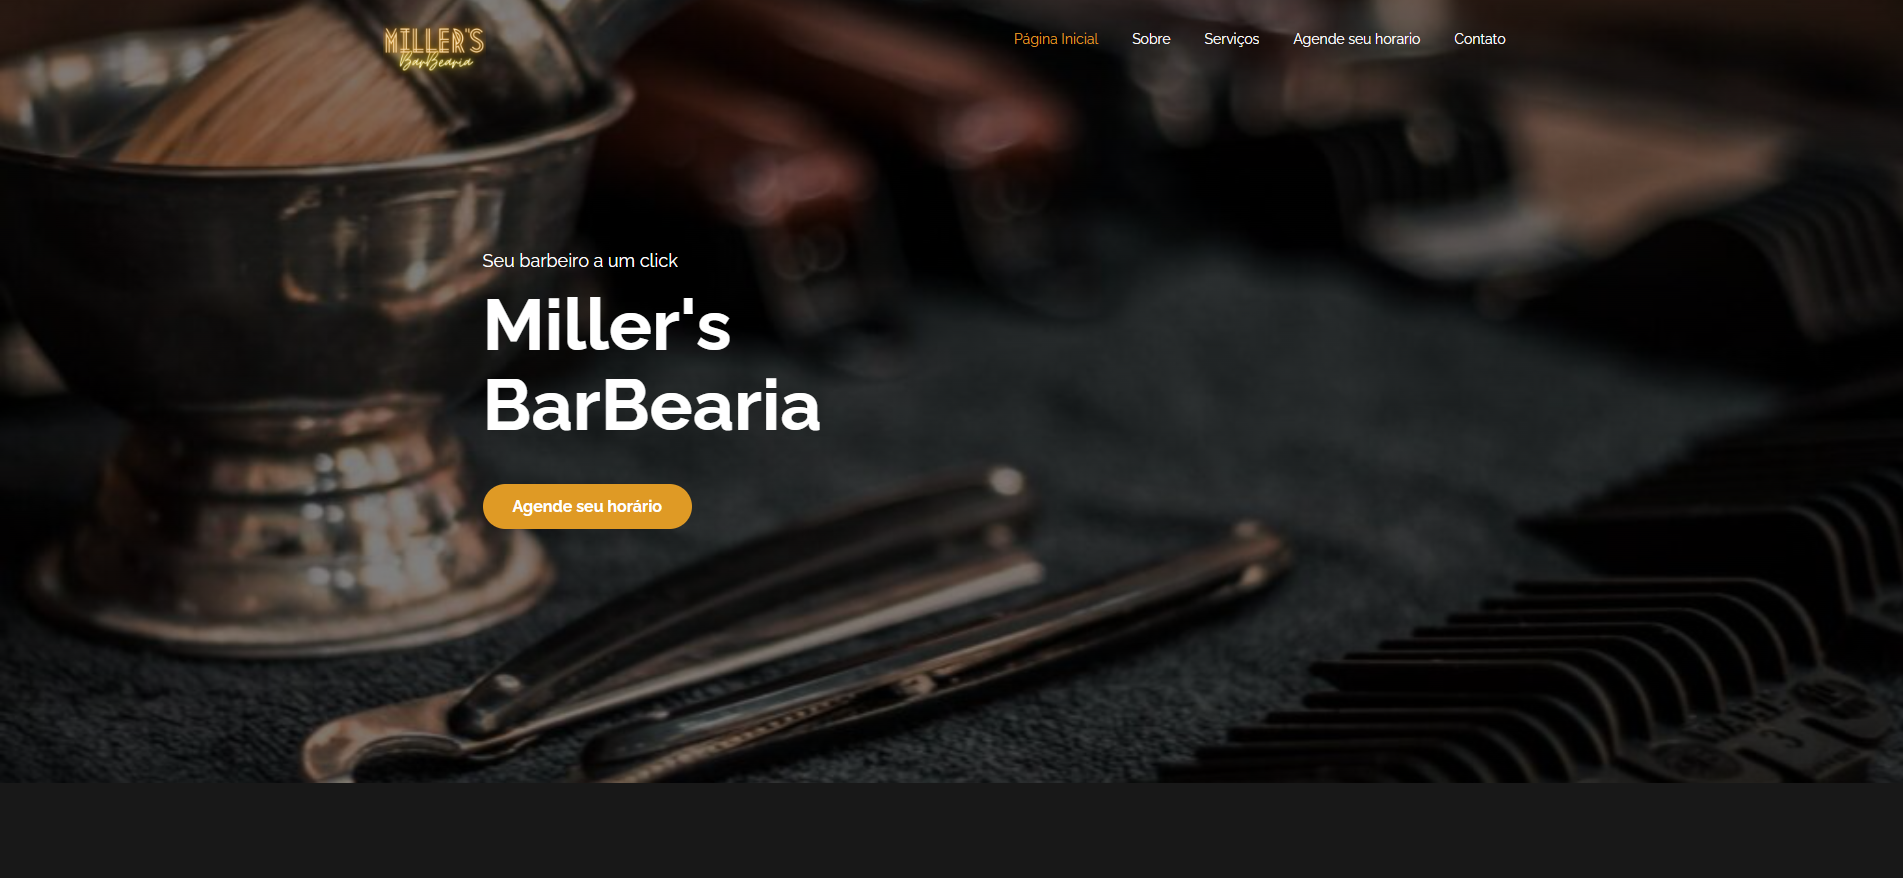 MILLER'S
BarBearia
Página Inicial
Sobre
Serviços
Agende seu horario
Contato
Seu barbeiro a um click
Miller's
BarBearia
Agende seu horário
3